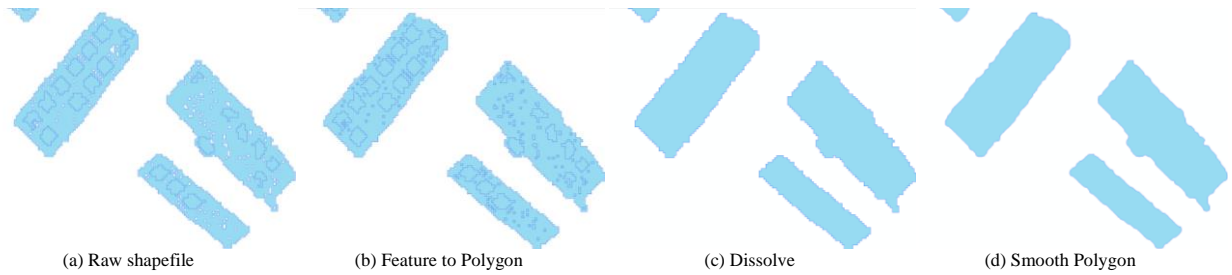 (a) Raw shapefile
(b) Feature to Polygon
(c) Dissolve
(d) Smooth Polygon